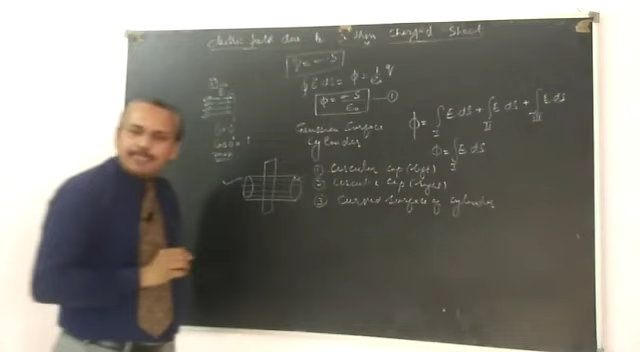 Electric field due to a thin charged sheet
q = σ S
∮ E dS = φ = 1/ε₀ q
φ = σ S/ε₀ — ①
Gaussian Surface
Cylinder
① Circular cap (left)
② Circular cap (right)
③ Curved surface of cylinder
φ = ∫ E dS + ∫ E dS + ∫ E dS
I II III
φ = ∫ E dS
I